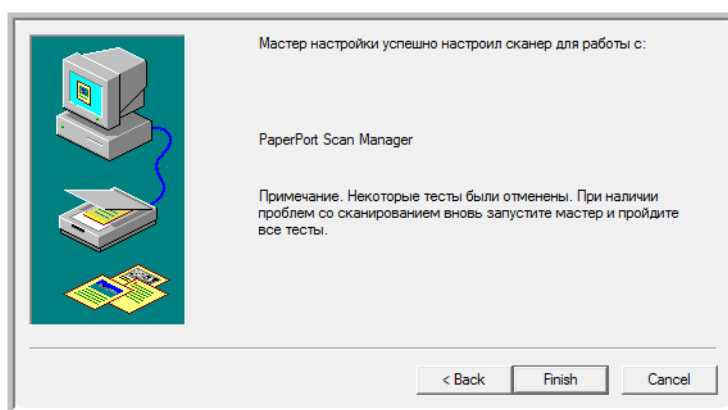 Мастер настройки успешно настроил сканер для работы с:
PaperPort Scan Manager
Примечание. Некоторые тесты были отменены. При наличии
проблем со сканированием вновь запустите мастер и пройдите
все тесты.
< Back Finish Cancel